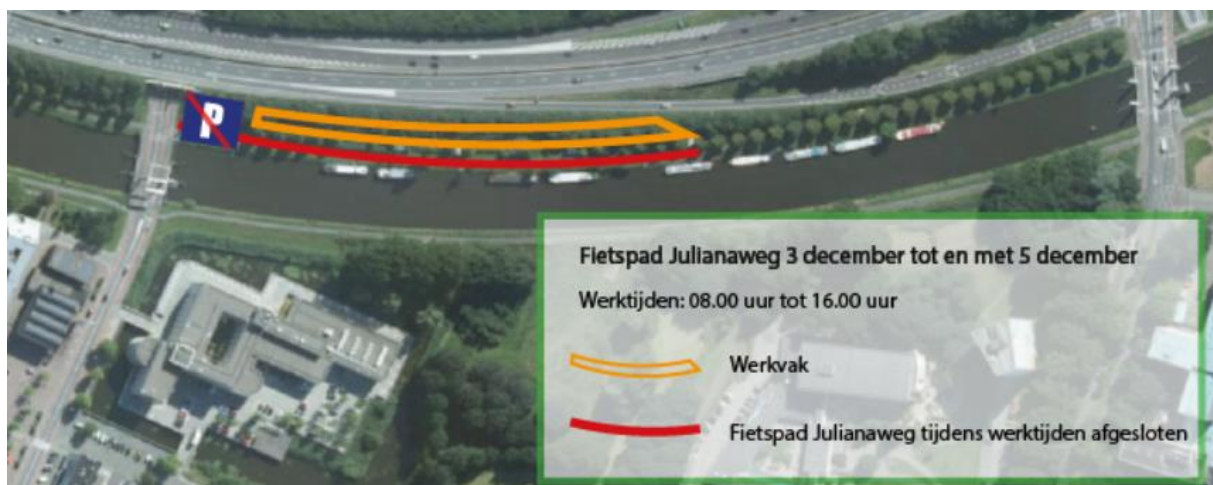 P
Fietspad Julianaweg 3 december tot en met 5 december
Werktijden: 08.00 uur tot 16.00 uur
Werkvak
Fietspad Julianaweg tijdens werktijden afgesloten